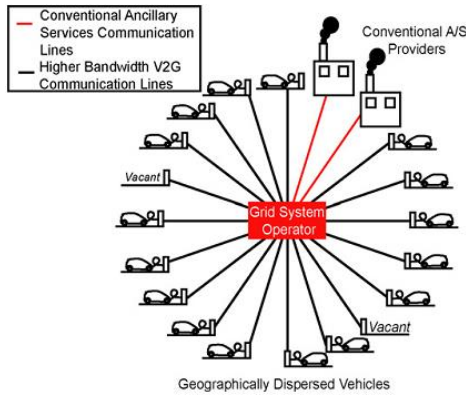 Conventional Ancillary
Services Communication
Lines
Higher Bandwidth V2G
Communication Lines
Conventional A/S
Providers
Vacant
Grid System
Operator
Vacant
Geographically Dispersed Vehicles